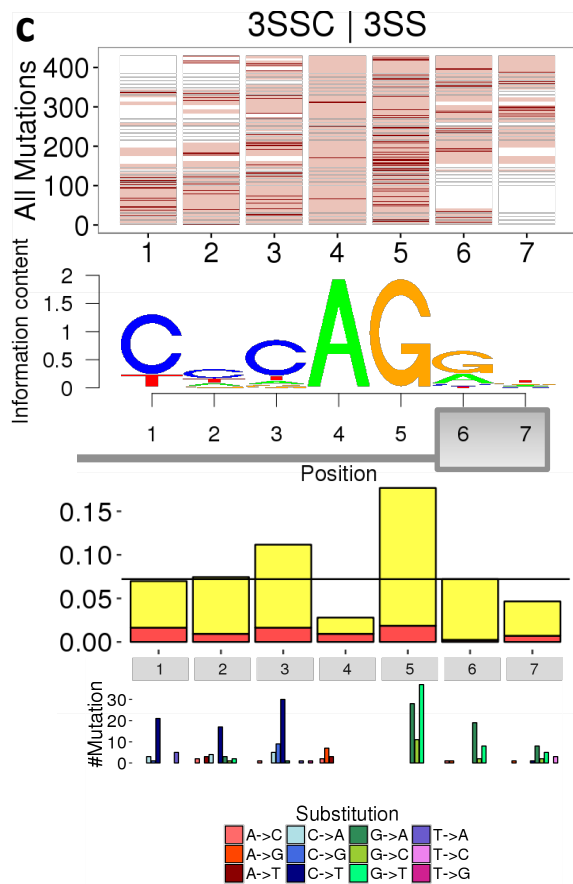 c
3SSC | 3SS
All Mutations
400
300
200
100
0
1 2 3 4 5 6 7
Information content
2
1.5
1
0.5
0
C C C A G G
T T A T A A T
1 2 3 4 5 6 7
Position
0.15
0.10
0.05
0.00
1 2 3 4 5 6 7
#Mutation
30
20
10
0
Substitution
A->C C->A G->A T->A
A->G C->G G->C T->C
A->T C->T G->T T->G